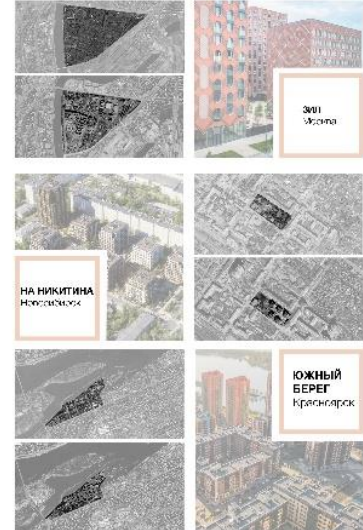 ЗИЛ
Москва
НА НИКИТИНА
Новосибирск
ЮЖНЫЙ
БЕРЕГ
Красноярск